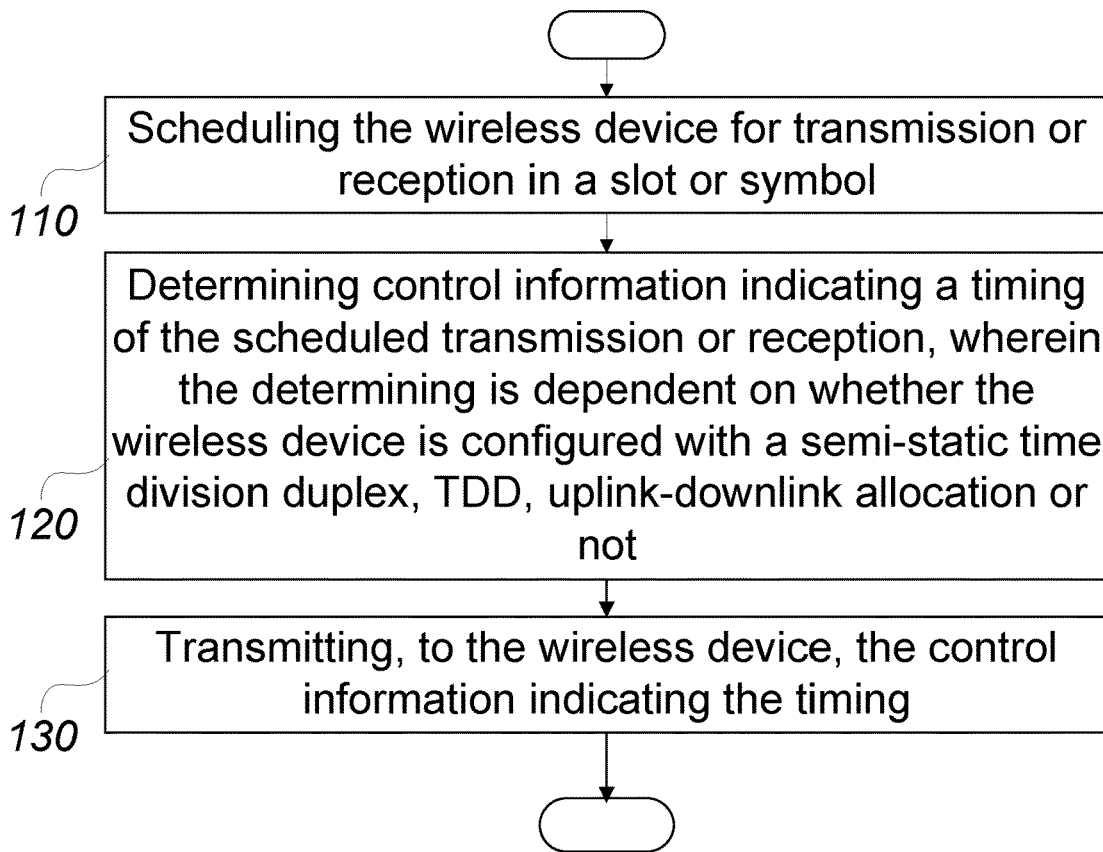 Scheduling the wireless device for transmission or
reception in a slot or symbol
110
Determining control information indicating a timing
of the scheduled transmission or reception, wherein
the determining is dependent on whether the
wireless device is configured with a semi-static time
division duplex, TDD, uplink-downlink allocation or
not
120
Transmitting, to the wireless device, the control
information indicating the timing
130